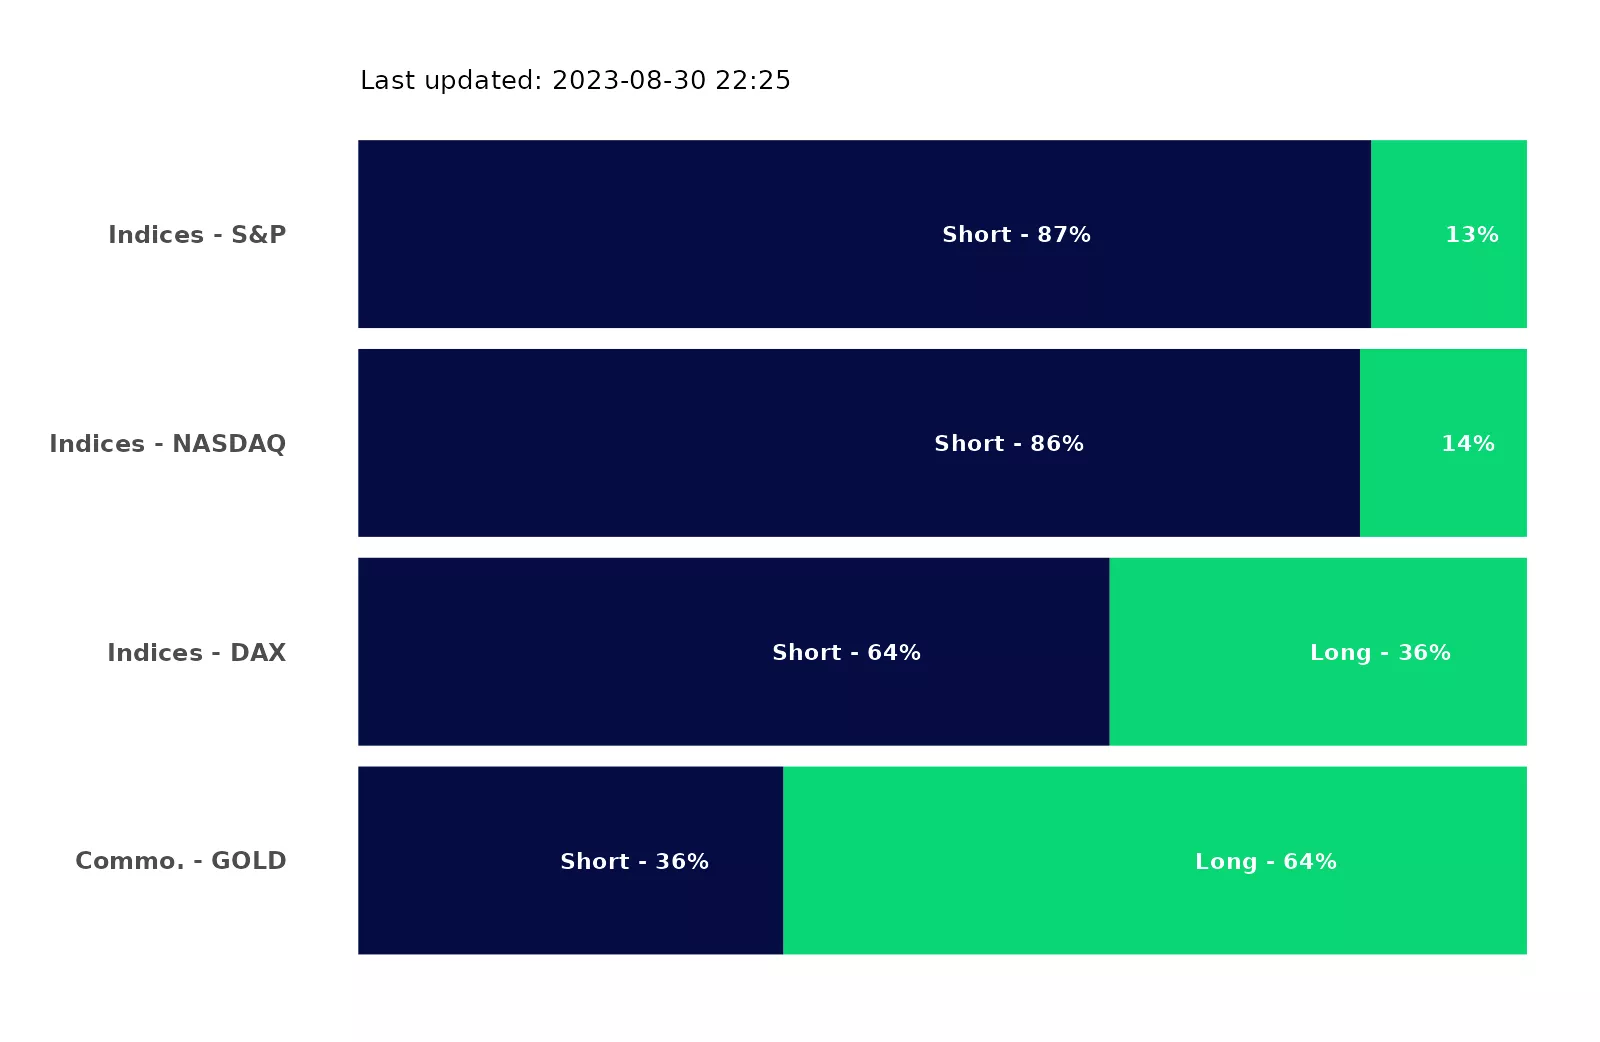 Last updated: 2023-08-30 22:25
Indices - S&P
Short - 87%
13%
Indices - NASDAQ
Short - 86%
14%
Indices - DAX
Short - 64%
Long - 36%
Commo. - GOLD
Short - 36%
Long - 64%